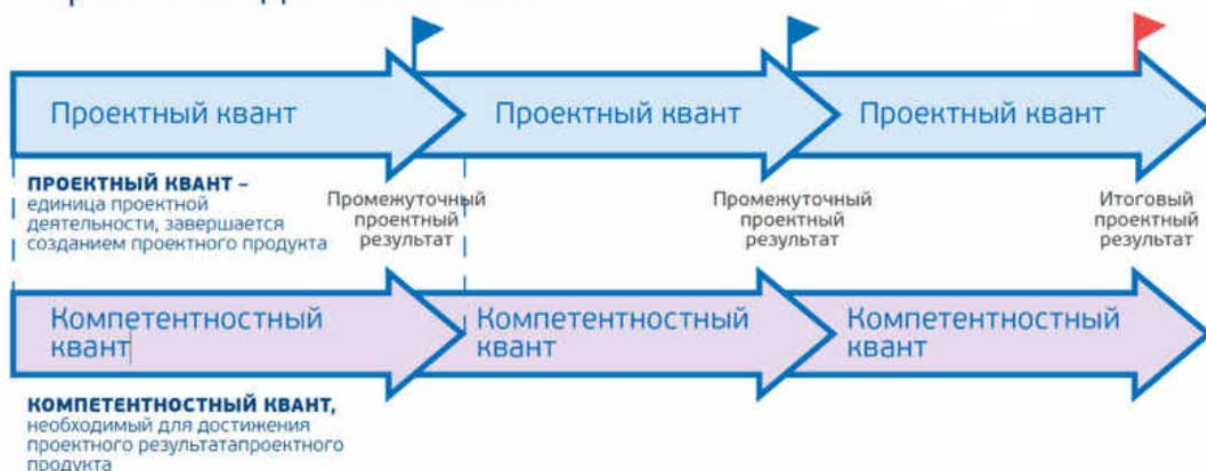 Проектный квант
Проектный квант
Проектный квант
ПРОЕКТНЫЙ КВАНТ –
единица проектной
деятельности, завершается
созданием проектного продукта
Промежуточный
проектный
результат
Промежуточный
проектный
результат
Итоговый
проектный
результат
Компетентностный
квант
Компетентностный
квант
Компетентностный
квант
КОМПЕТЕНТНОСТНЫЙ КВАНТ,
необходимый для достижения
проектного результатапроектного
продукта